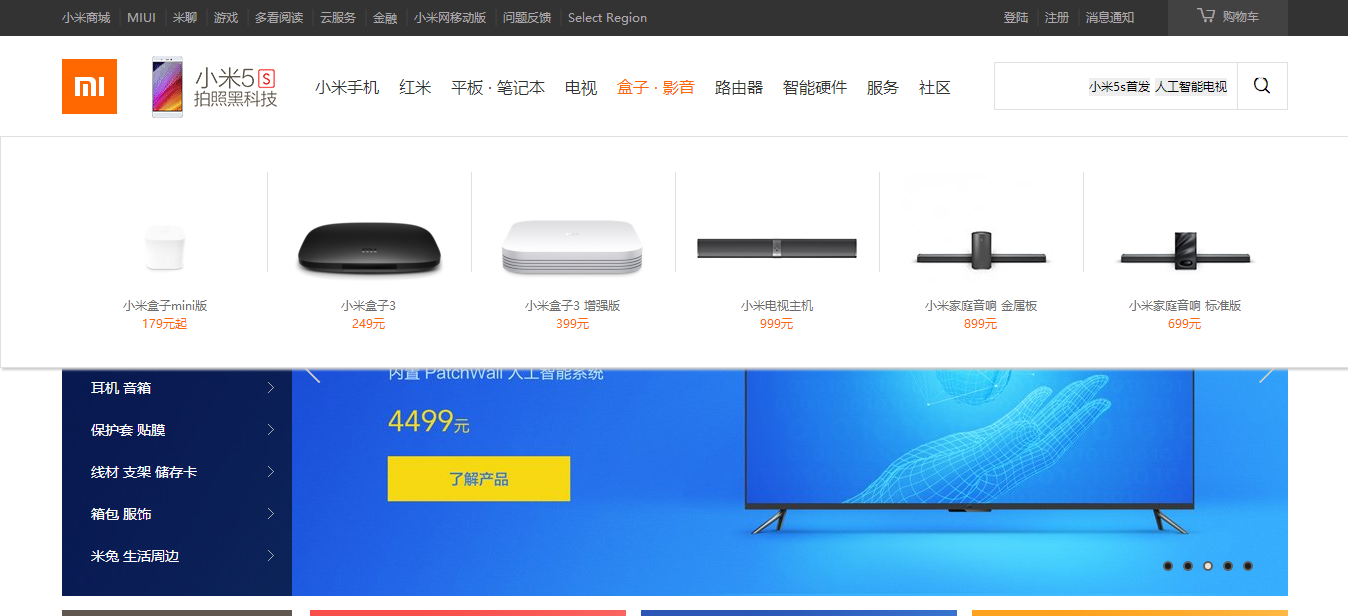 小米商城 MIUI 米聊 游戏 多看阅读 云服务 金融 小米网移动版 问题反馈 Select Region 登陆 注册 消息通知 购物车
小米5S
拍照黑科技
小米手机 红米 平板 · 笔记本 电视 盒子 · 影音 路由器 智能硬件 服务 社区 小米5s首发 人工智能电视
小米盒子mini版
179元起
小米盒子3
249元
小米盒子3 增强版
399元
小米电视主机
999元
小米家庭音响 金属板
899元
小米家庭音响 标准版
699元
耳机 音箱
保护套 贴膜
线材 支架 储存卡
箱包 服饰
米兔 生活周边
内置 PatchWall 人工智能系统
4499元
了解产品